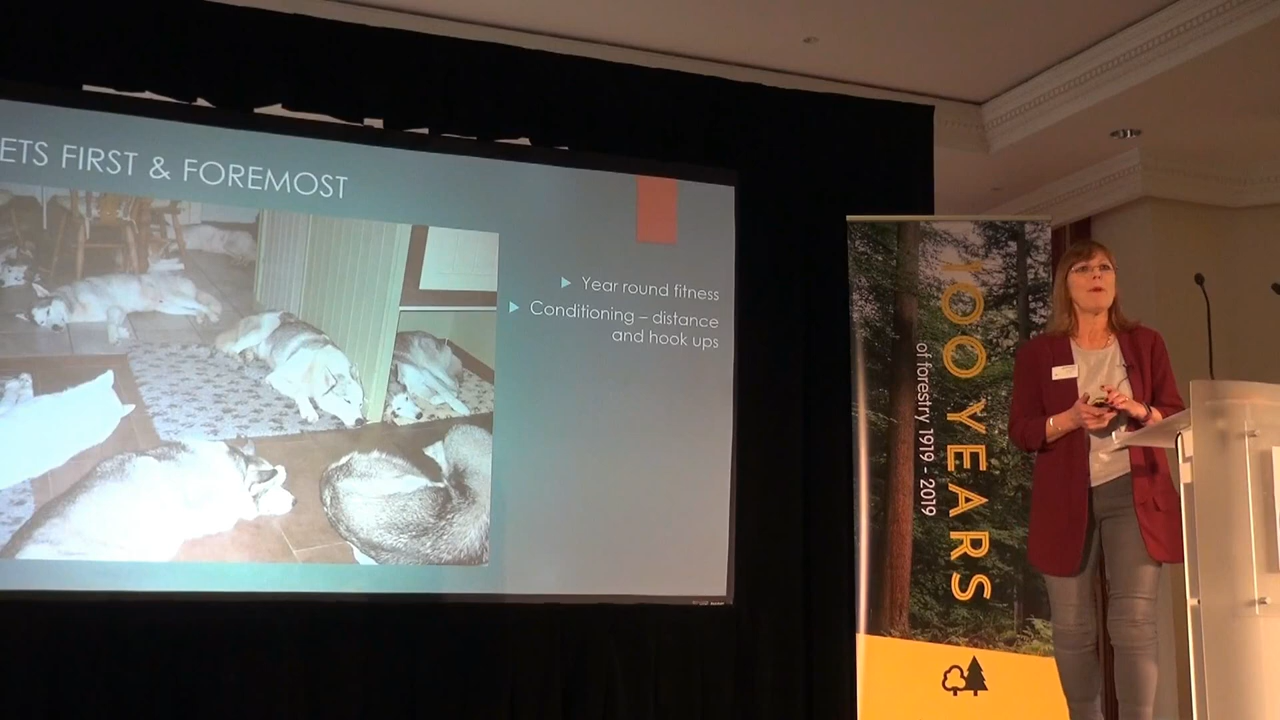 ETS FIRST & FOREMOST
Year round fitness
Conditioning – distance
and hook ups
100 YEARS
of forestry 1919 - 2019